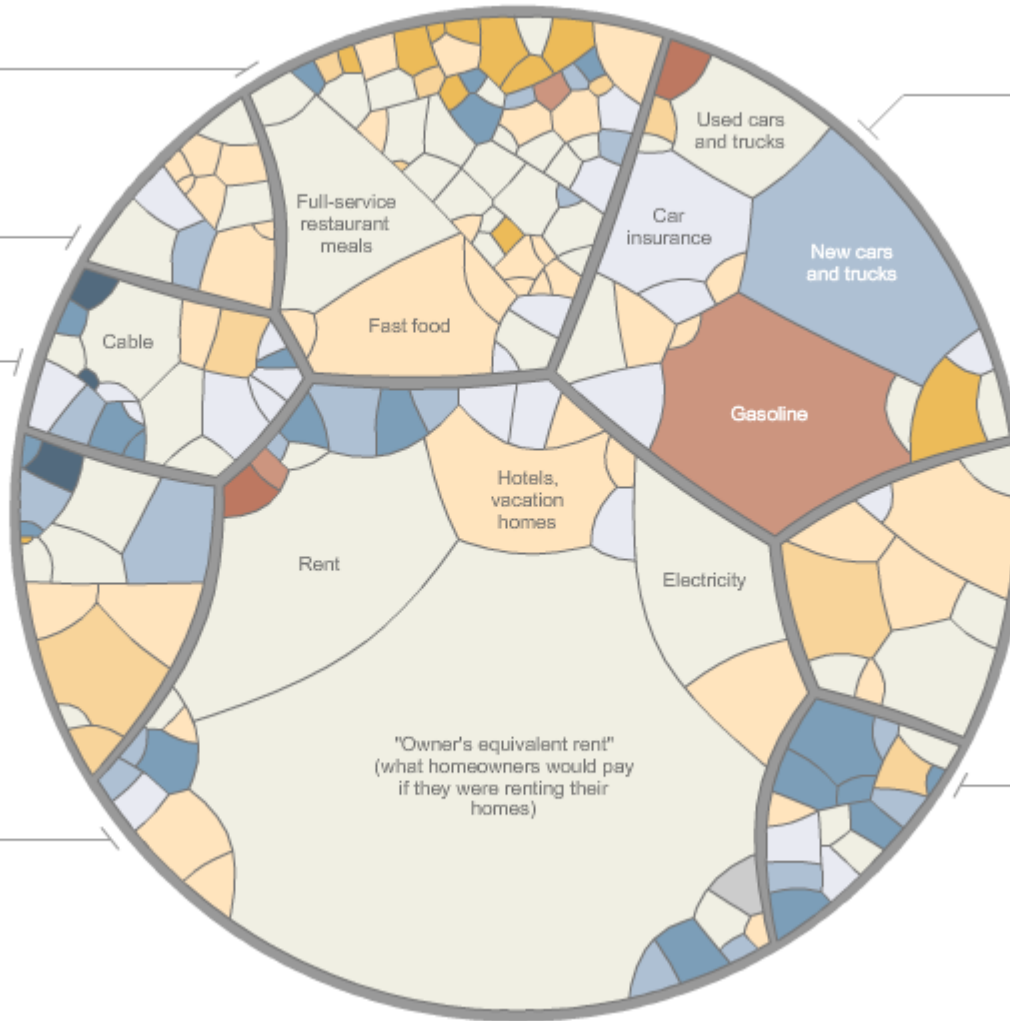 Used cars
and trucks
Full-service
restaurant
meals
Car
insurance
New cars
and trucks
Fast food
Cable
Gasoline
Hotels,
vacation
homes
Rent
Electricity
"Owner's equivalent rent"
(what homeowners would pay
if they were renting their
homes)